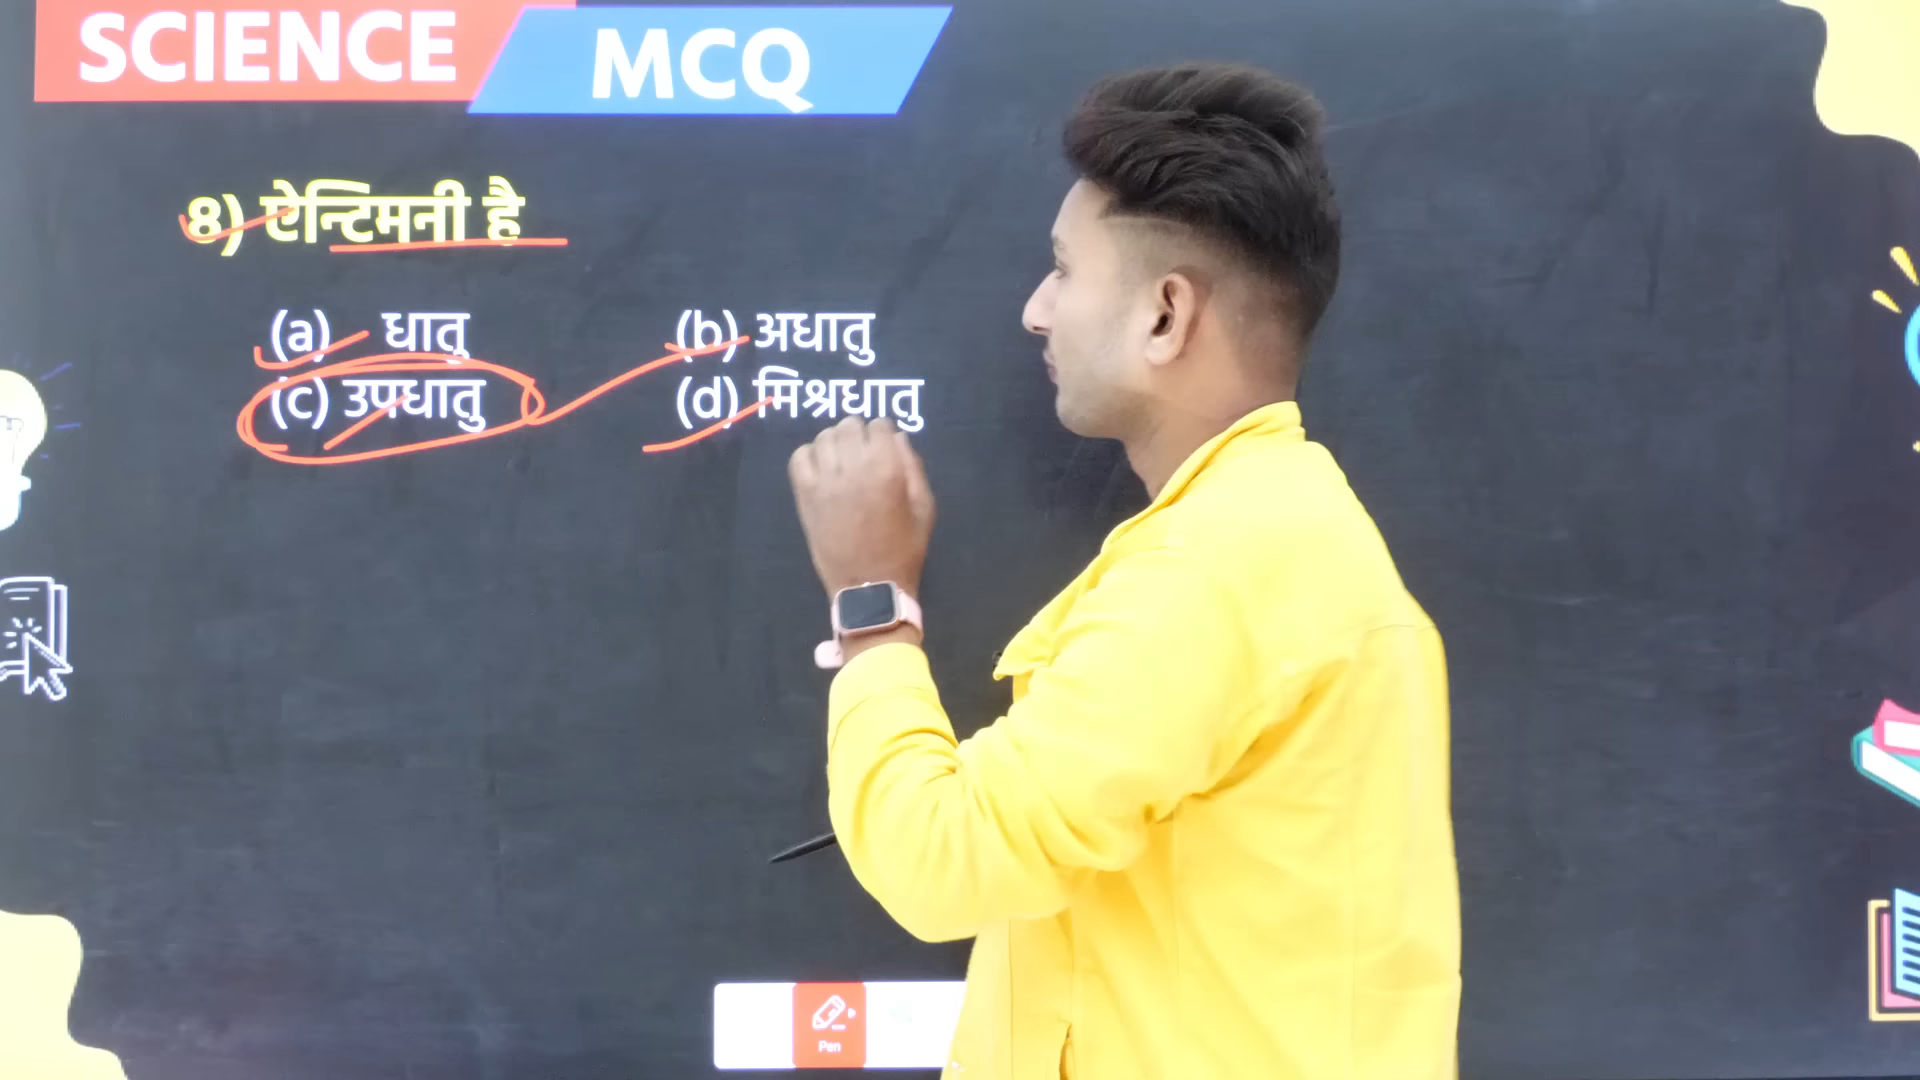 SCIENCE MCQ
8) ऐन्टिमनी है
(a) धातु (b) अधातु
(c) उपधातु (d) मिश्रधातु
Pen